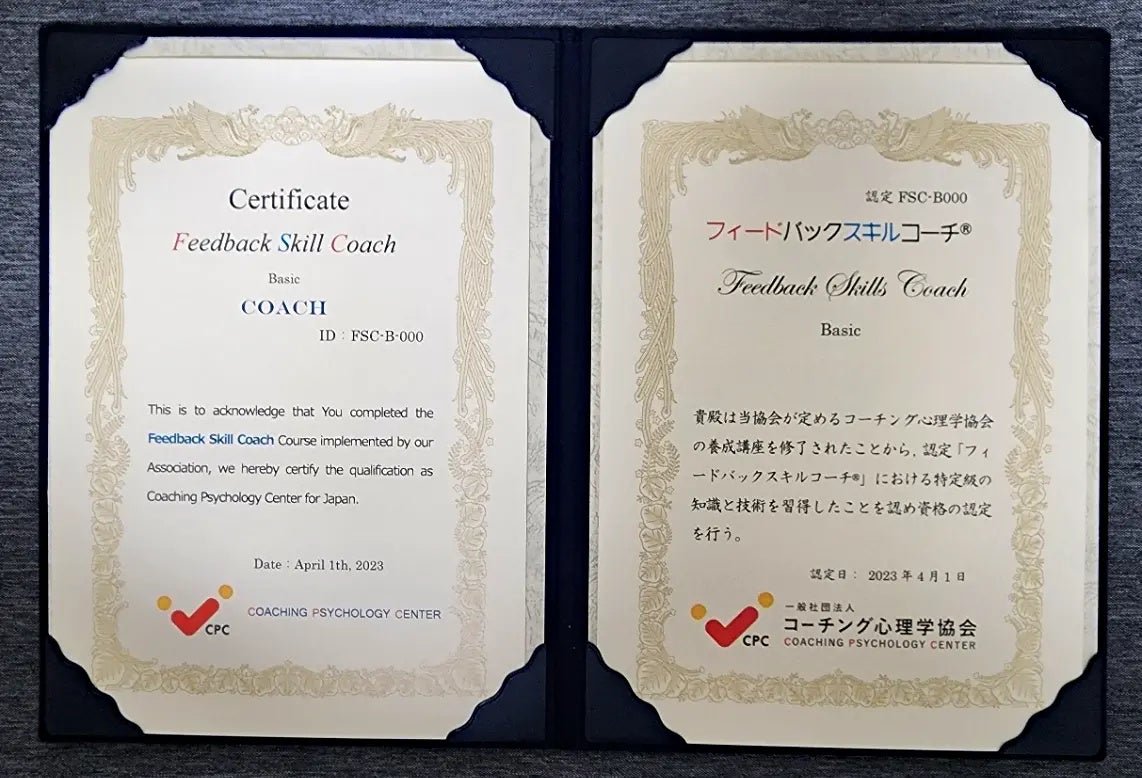 Certificate
Feedback Skill Coach
Basic
COACH
ID : FSC-B-000
This is to acknowledge that You completed the
Feedback Skill Coach Course implemented by our
Association, we hereby certify the qualification as
Coaching Psychology Center for Japan.
Date : April 1th, 2023
CPC
COACHING PSYCHOLOGY CENTER
認定 FSC-B000
フィードバックスキルコーチ®
Feedback Skills Coach
Basic
貴殿は当協会が定めるコーチング心理学協会
の養成講座を修了されたことから, 認定「フィ
ードバックスキルコーチ®」における特定級の
知識と技術を習得したことを認め資格の認定
を行う。
認定日： 2023年4月1日
CPC
一般社団法人
コーチング心理学協会
COACHING PSYCHOLOGY CENTER